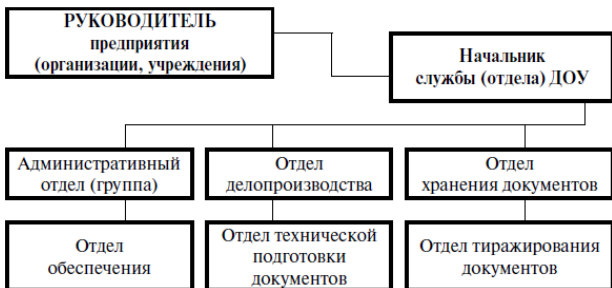 РУКОВОДИТЕЛЬ
предприятия
(организации, учреждения)
Начальник
службы (отдела) ДОУ
Административный
отдел (группа)
Отдел
делопроизводства
Отдел
хранения документов
Отдел
обеспечения
Отдел технической
подготовки
документов
Отдел тиражирования
документов